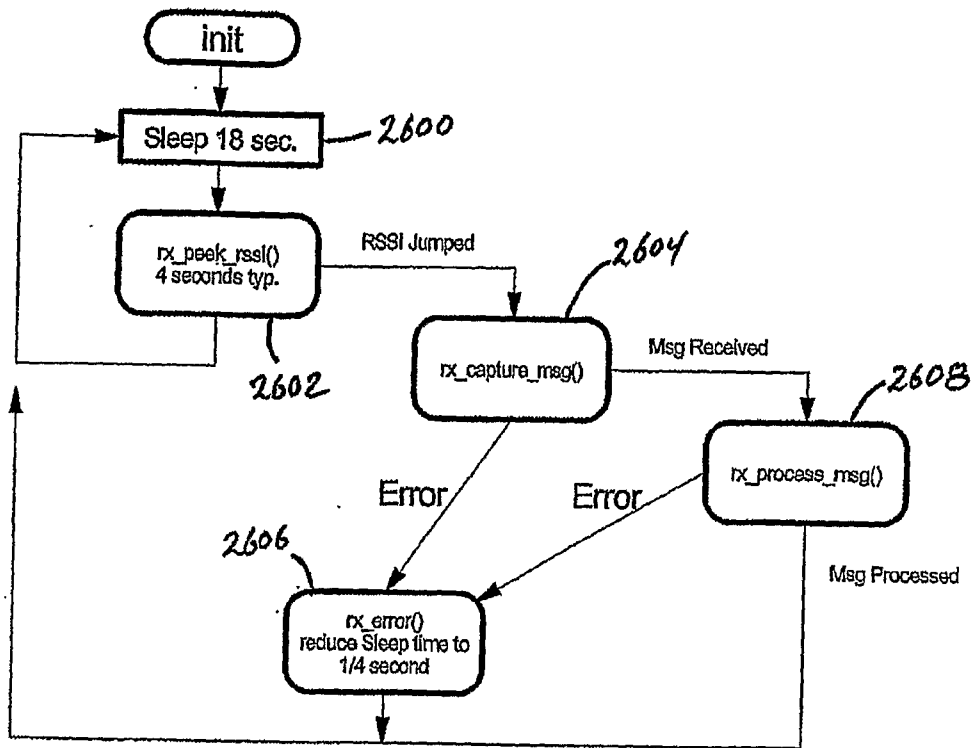 init
Sleep 18 sec.
2600
rx_peek_rssi()
4 seconds typ.
2602
RSSI Jumped
2604
rx_capture_msg()
Msg Received
2608
rx_process_msg()
Error
Error
2606
rx_error()
reduce Sleep time to
1/4 second
Msg Processed